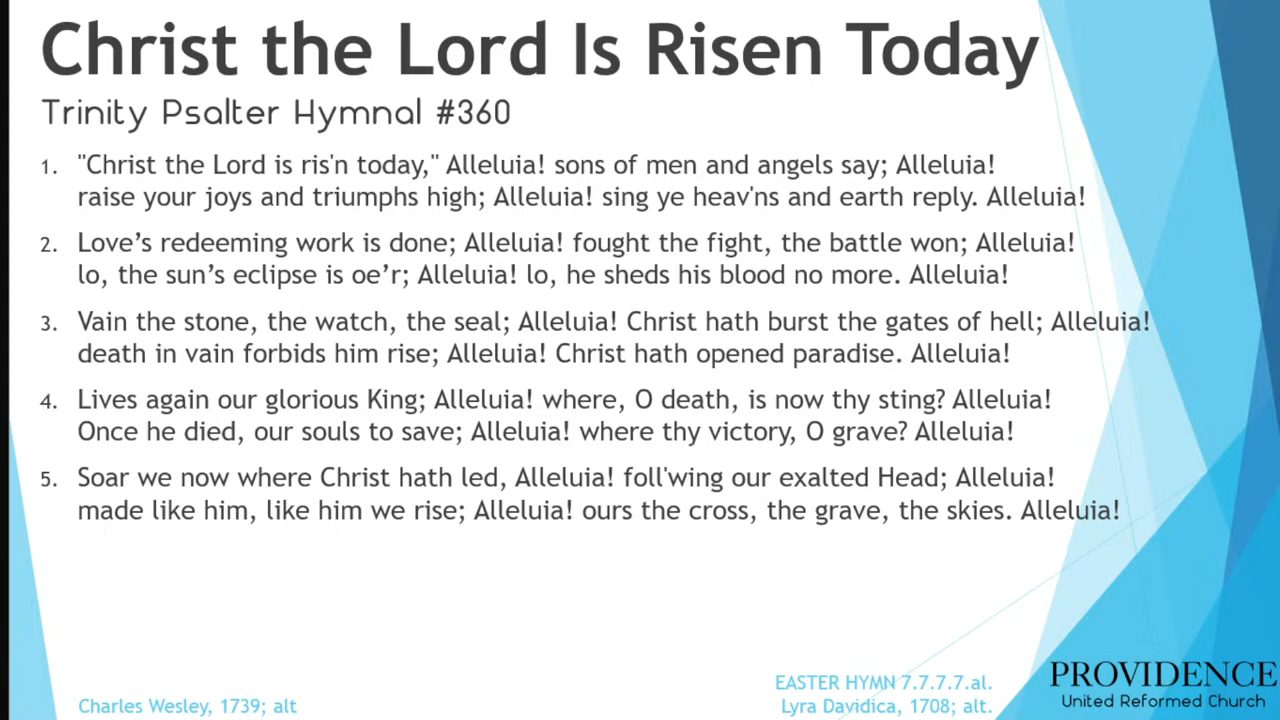 Christ the Lord Is Risen Today
Trinity Psalter Hymnal #360
1. "Christ the Lord is ris'n today," Alleluia! sons of men and angels say; Alleluia!
raise your joys and triumphs high; Alleluia! sing ye heav'ns and earth reply. Alleluia!
2. Love’s redeeming work is done; Alleluia! fought the fight, the battle won; Alleluia!
lo, the sun’s eclipse is oe’r; Alleluia! lo, he sheds his blood no more. Alleluia!
3. Vain the stone, the watch, the seal; Alleluia! Christ hath burst the gates of hell; Alleluia!
death in vain forbids him rise; Alleluia! Christ hath opened paradise. Alleluia!
4. Lives again our glorious King; Alleluia! where, O death, is now thy sting? Alleluia!
Once he died, our souls to save; Alleluia! where thy victory, O grave? Alleluia!
5. Soar we now where Christ hath led, Alleluia! foll'wing our exalted Head; Alleluia!
made like him, like him we rise; Alleluia! ours the cross, the grave, the skies. Alleluia!
Charles Wesley, 1739; alt
EASTER HYMN 7.7.7.7.al.
Lyra Davidica, 1708; alt.
PROVIDENCE
United Reformed Church